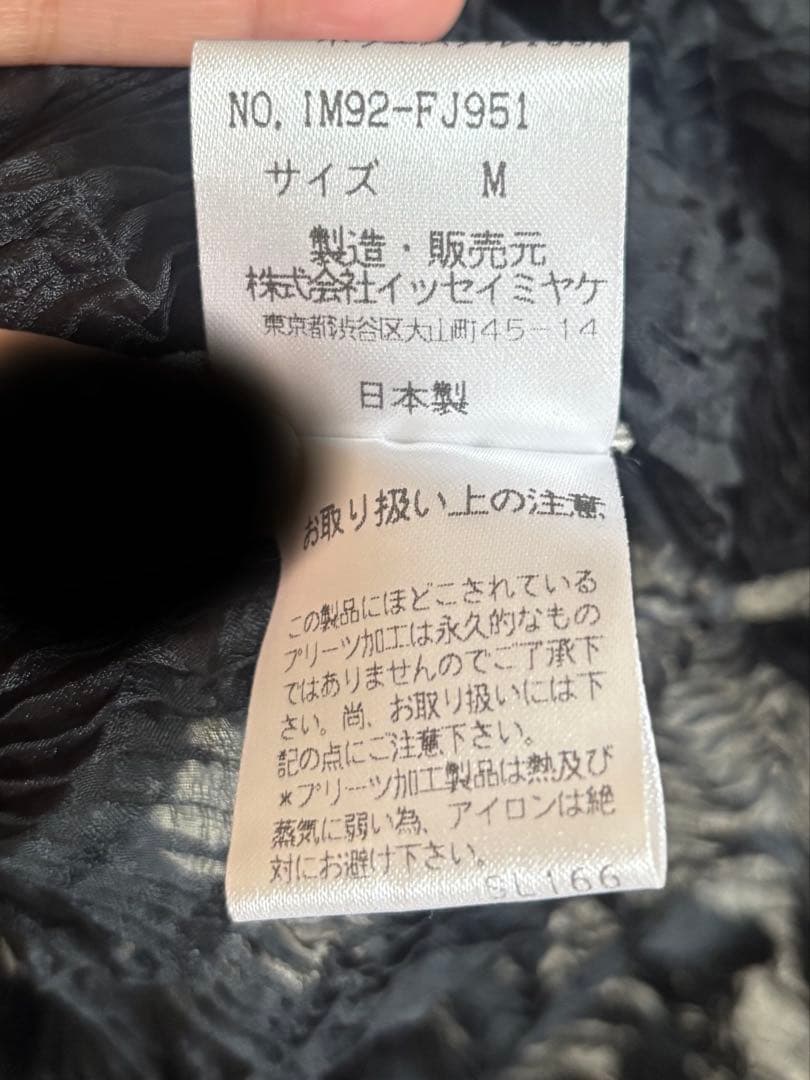 NO. IM92-FJ951
サイズ M
製造・販売元
株式会社イッセイミヤケ
東京都渋谷区大山町45-14
日本製
お取り扱い上の注意
この製品にほどこされている
プリーツ加工は永久的なもの
ではありませんのでご了承下
さい。尚、お取り扱いには下
記の点にご注意下さい。
*プリーツ加工製品は熱及び
蒸気に弱い為、アイロンは絶
対にお避け下さい。
SL166